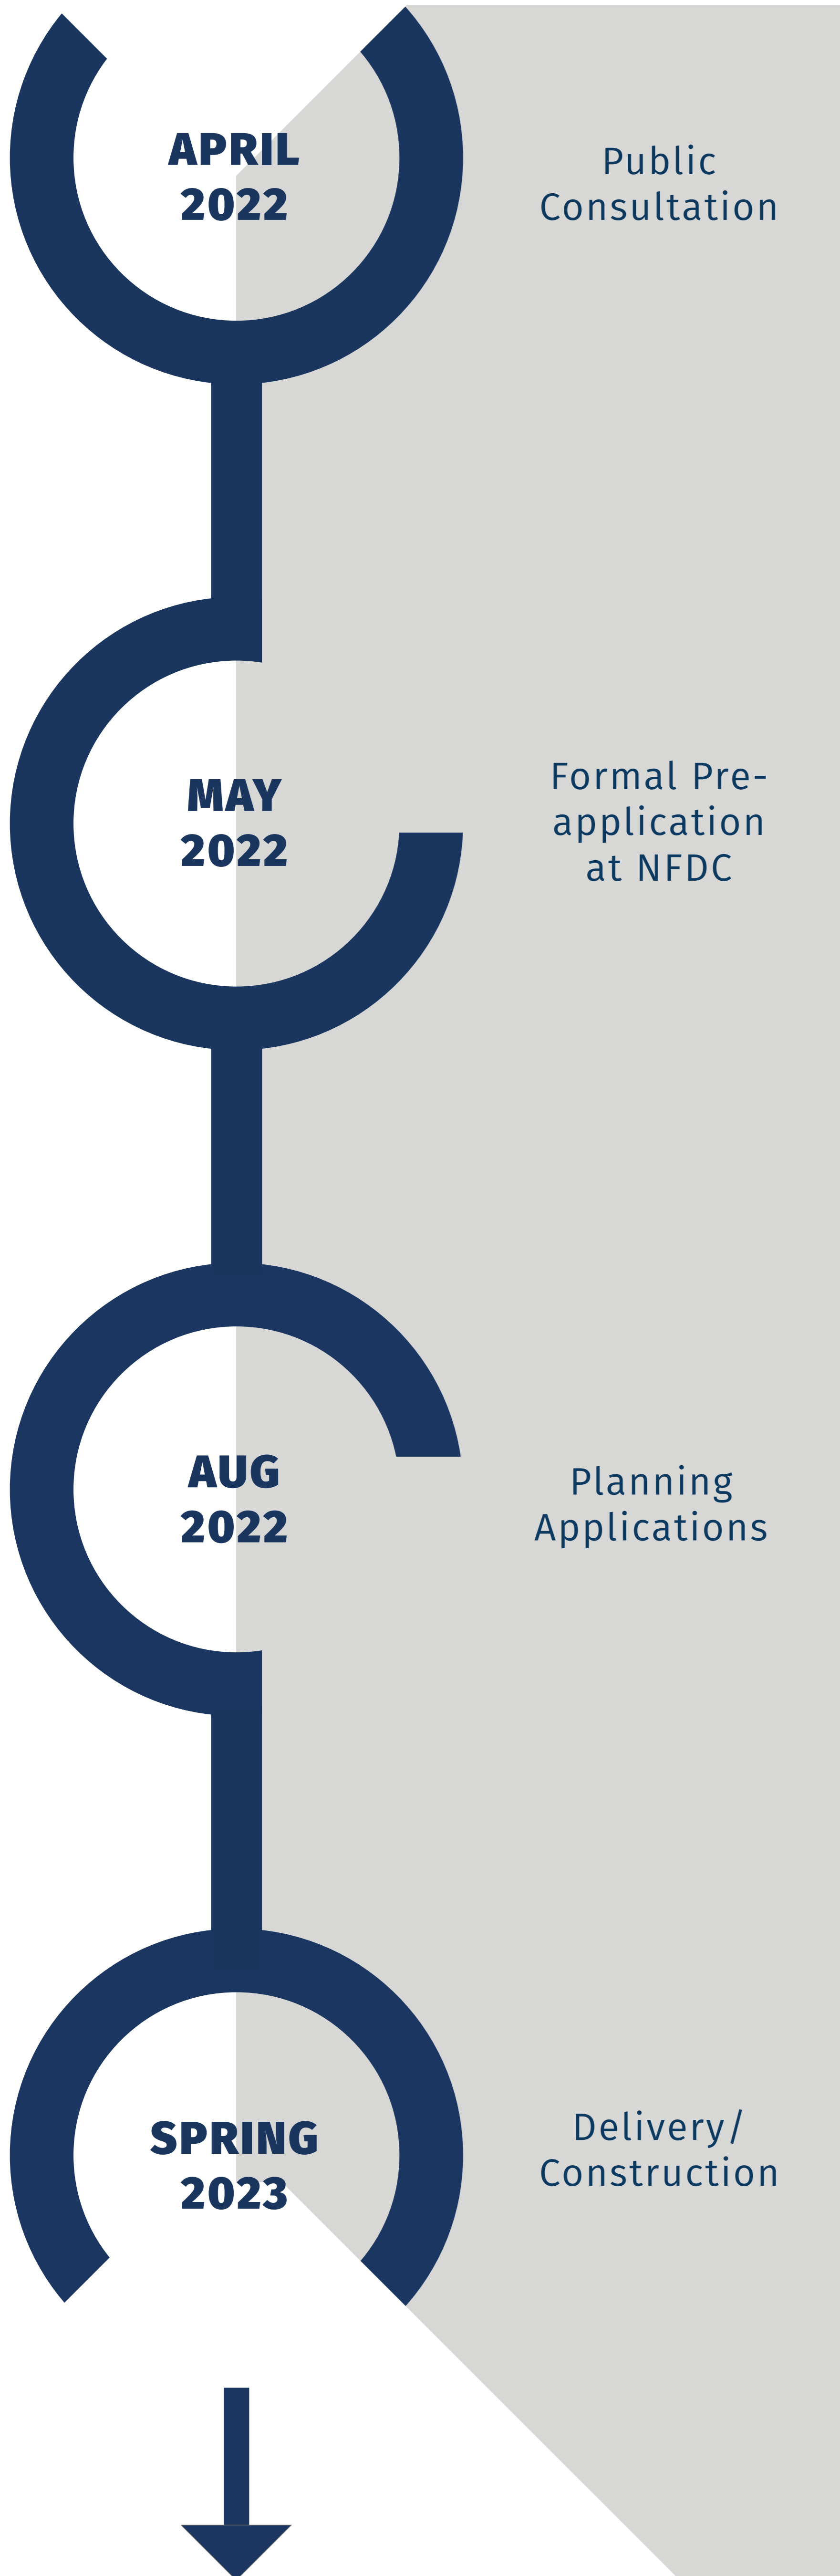 APRIL
2022
Public
Consultation
MAY
2022
Formal Pre-
application
at NFDC
AUG
2022
Planning
Applications
SPRING
2023
Delivery/
Construction